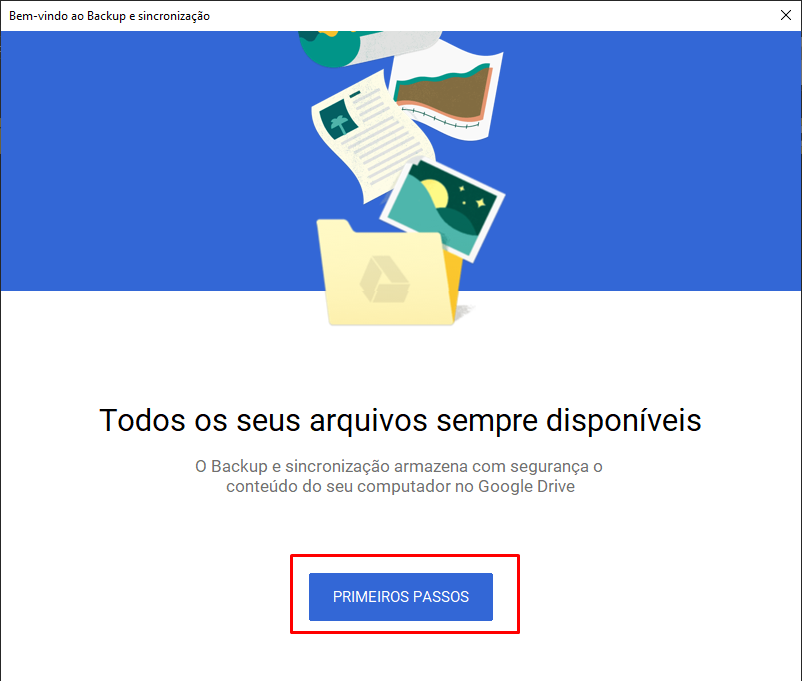 Bem-vindo ao Backup e sincronização
Todos os seus arquivos sempre disponíveis
O Backup e sincronização armazena com segurança o
conteúdo do seu computador no Google Drive
PRIMEIROS PASSOS